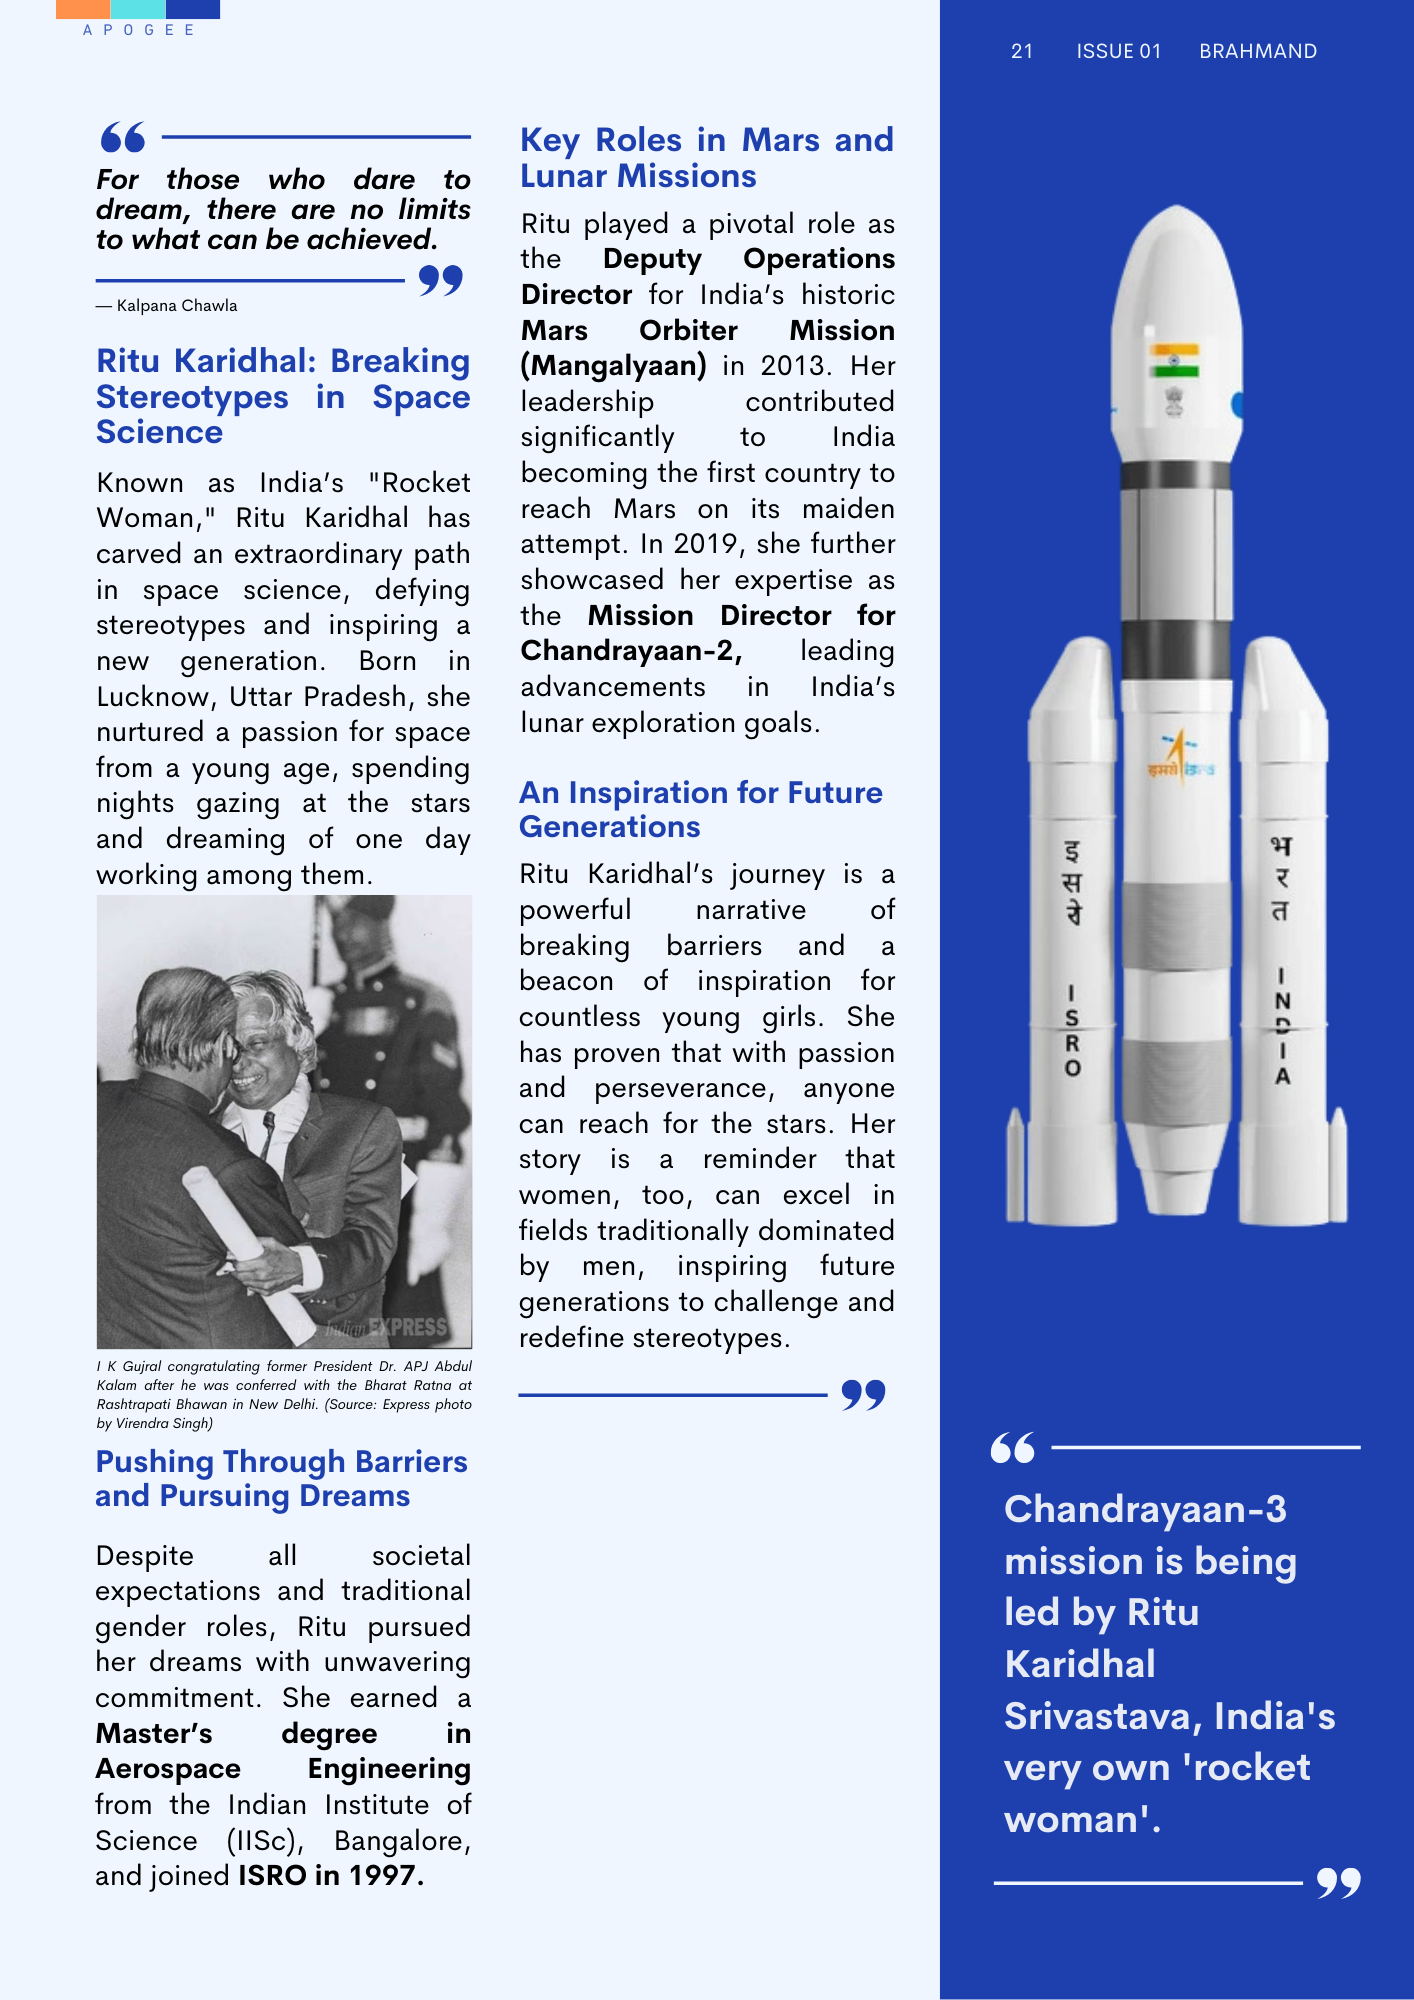 APOGEE
21 ISSUE 01 BRAHMAND
For those who dare to
dream, there are no limits
to what can be achieved.
— Kalpana Chawla
Ritu Karidhal: Breaking
Stereotypes in Space
Science
Known as India’s "Rocket
Woman," Ritu Karidhal has
carved an extraordinary path
in space science, defying
stereotypes and inspiring a
new generation. Born in
Lucknow, Uttar Pradesh, she
nurtured a passion for space
from a young age, spending
nights gazing at the stars
and dreaming of one day
working among them.
Indian EXPRESS
I K Gujral congratulating former President Dr. APJ Abdul
Kalam after he was conferred with the Bharat Ratna at
Rashtrapati Bhawan in New Delhi. (Source: Express photo
by Virendra Singh)
Pushing Through Barriers
and Pursuing Dreams
Despite all societal
expectations and traditional
gender roles, Ritu pursued
her dreams with unwavering
commitment. She earned a
Master’s degree in
Aerospace Engineering
from the Indian Institute of
Science (IISc), Bangalore,
and joined ISRO in 1997.
Key Roles in Mars and
Lunar Missions
Ritu played a pivotal role as
the Deputy Operations
Director for India’s historic
Mars Orbiter Mission
(Mangalyaan) in 2013. Her
leadership contributed
significantly to India
becoming the first country to
reach Mars on its maiden
attempt. In 2019, she further
showcased her expertise as
the Mission Director for
Chandrayaan-2, leading
advancements in India’s
lunar exploration goals.
An Inspiration for Future
Generations
Ritu Karidhal’s journey is a
powerful narrative of
breaking barriers and a
beacon of inspiration for
countless young girls. She
has proven that with passion
and perseverance, anyone
can reach for the stars. Her
story is a reminder that
women, too, can excel in
fields traditionally dominated
by men, inspiring future
generations to challenge and
redefine stereotypes.
इसरो
ISRO
भरत
INDIA
Chandrayaan-3
mission is being
led by Ritu
Karidhal
Srivastava, India's
very own 'rocket
woman'.